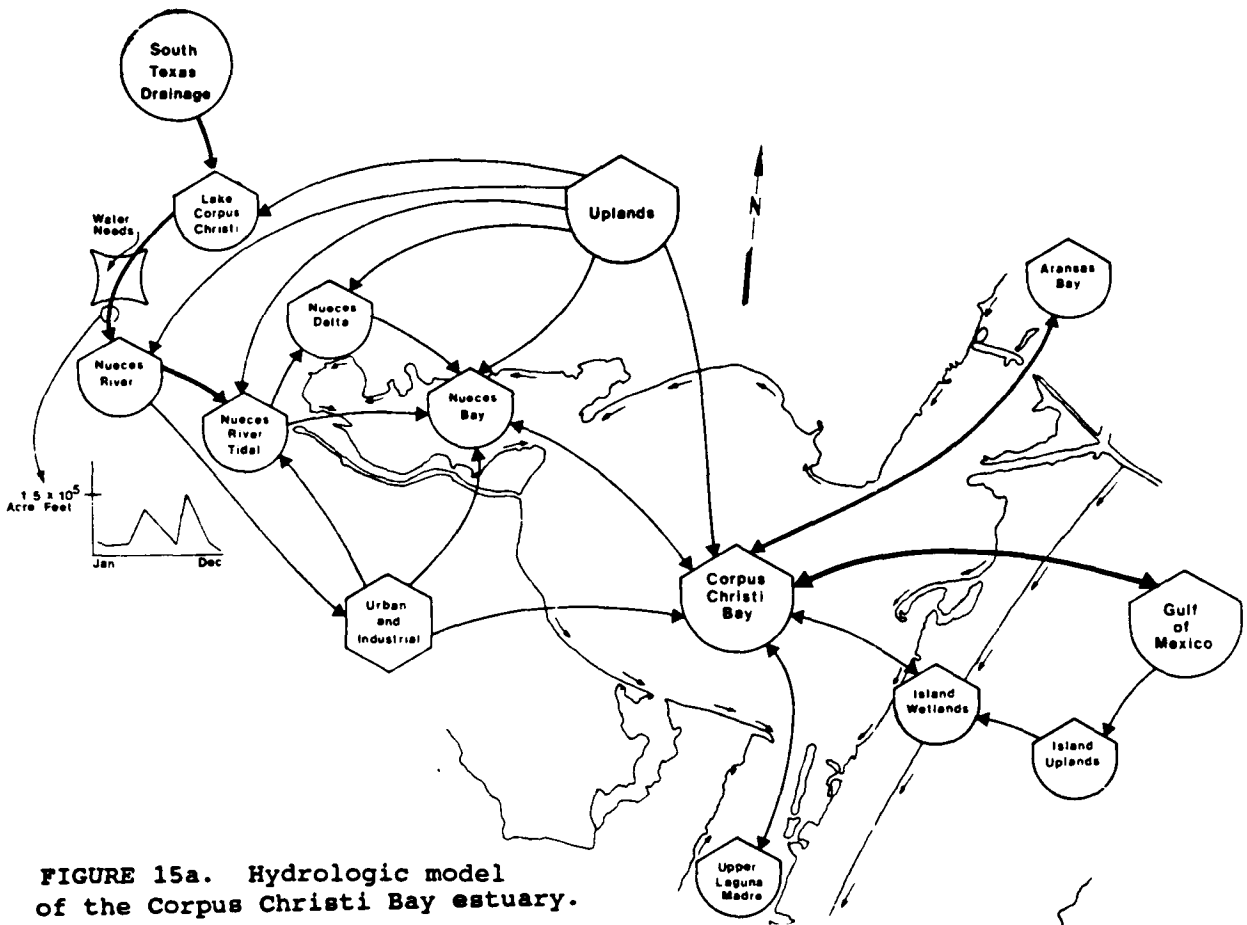 South
Texas
Drainage
Lake
Corpus
Christi
Water
Needs
Uplands
N
Aransas
Bay
Nueces
Delta
Nueces
River
Nueces
Bay
Nueces
River
Tidal
1 5 x 10⁵
Acre Feet
Jan
Dec
Urban
and
Industrial
Corpus
Christi
Bay
Gulf
of
Mexico
Island
Wetlands
Island
Uplands
Upper
Laguna
Madre
FIGURE 15a. Hydrologic model
of the Corpus Christi Bay estuary.